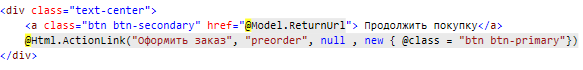 <div class="text-center">
<a class="btn btn-secondary" href="@Model.ReturnUrl"> Продолжить покупку</a>
@Html.ActionLink("Оформить заказ", "preorder", null , new { @class = "btn btn-primary"})
</div>